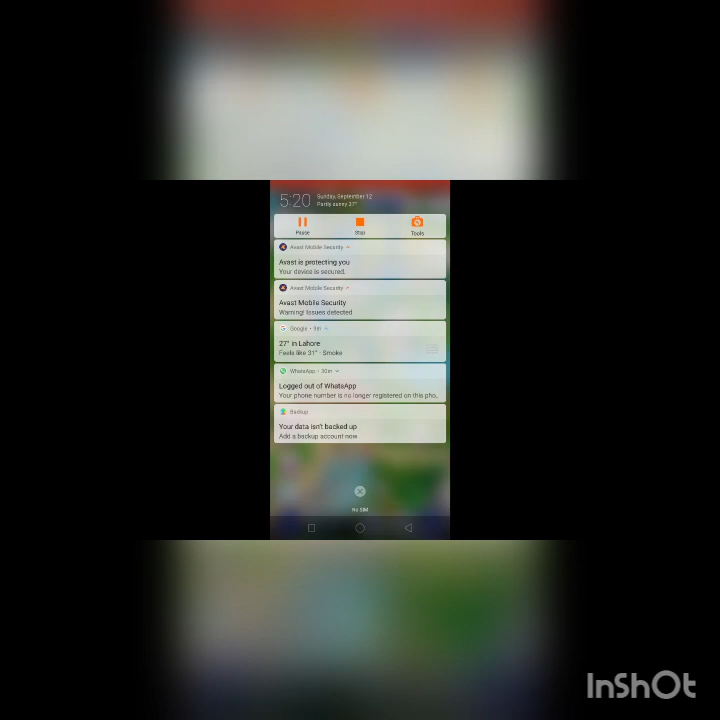 5:20
Sunday, September 12
Partly sunny 37°
Pause
Stop
Tools
Avast Mobile Security
Avast is protecting you
Your device is secured.
Avast Mobile Security
Avast Mobile Security
Warning! Issues detected
Google • 9m
27° in Lahore
Feels like 31° · Smoke
WhatsApp • 30m
Logged out of WhatsApp
Your phone number is no longer registered on this pho..
Backup
Your data isn't backed up
Add a backup account now
No SIM
InShOt